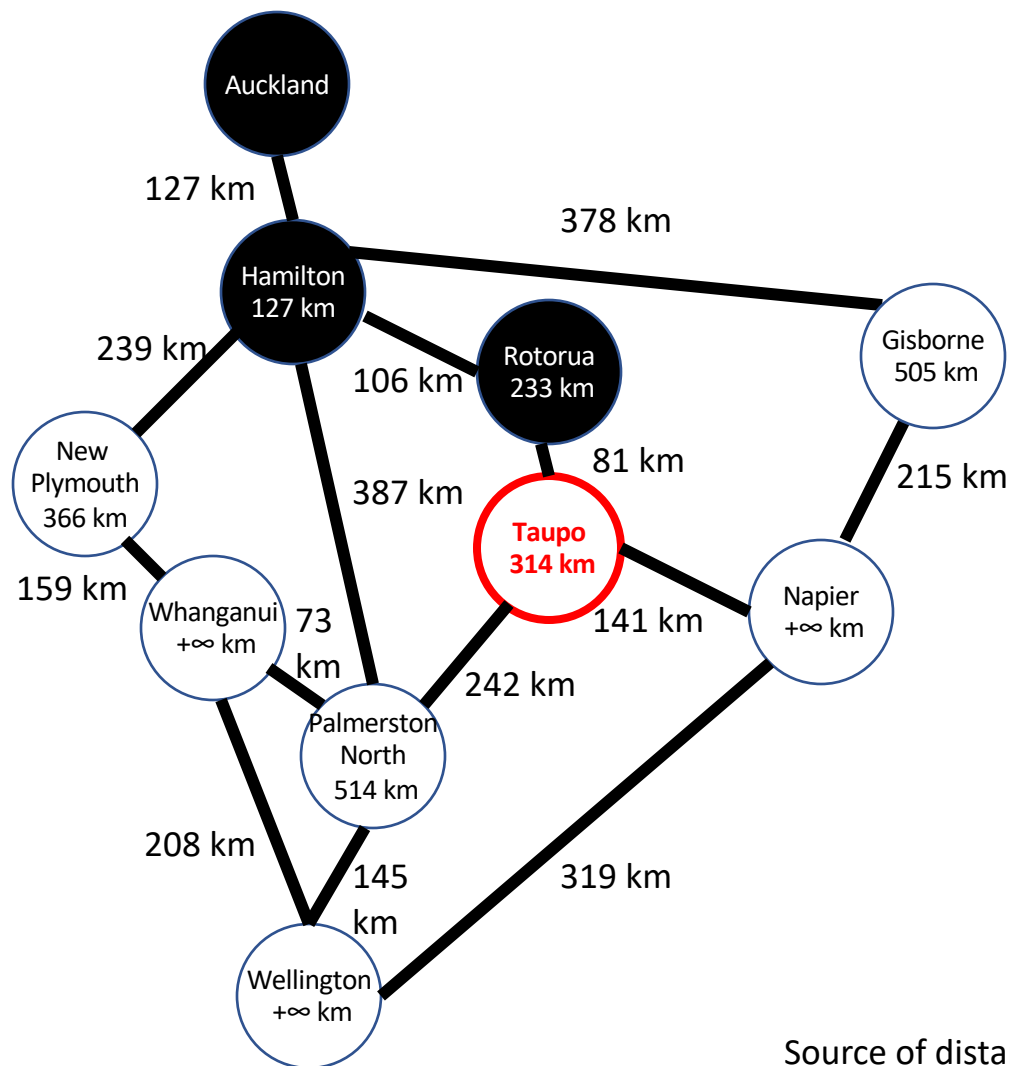 Auckland
127 km
378 km
Hamilton
127 km
239 km
106 km
Rotorua
233 km
Gisborne
505 km
New
Plymouth
366 km
387 km
81 km
215 km
Taupo
314 km
159 km
Whanganui
+∞ km
73
km
141 km
Napier
+∞ km
242 km
Palmerston
North
514 km
208 km
145
km
319 km
Wellington
+∞ km
Source of dista